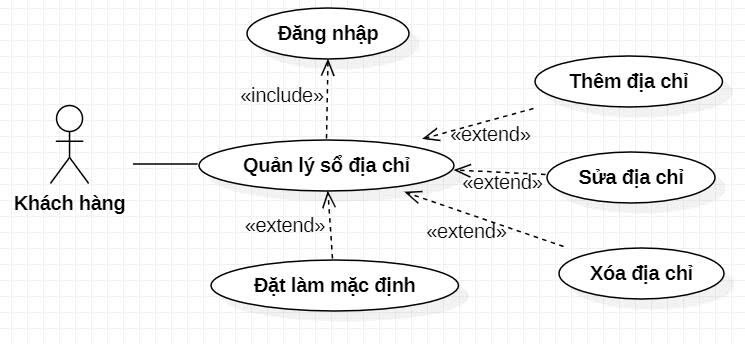 Đăng nhập
Thêm địa chỉ
«include»
«extend»
Quản lý sổ địa chỉ
Sửa địa chỉ
«extend»
Khách hàng
«extend»
«extend»
Đặt làm mặc định
Xóa địa chỉ